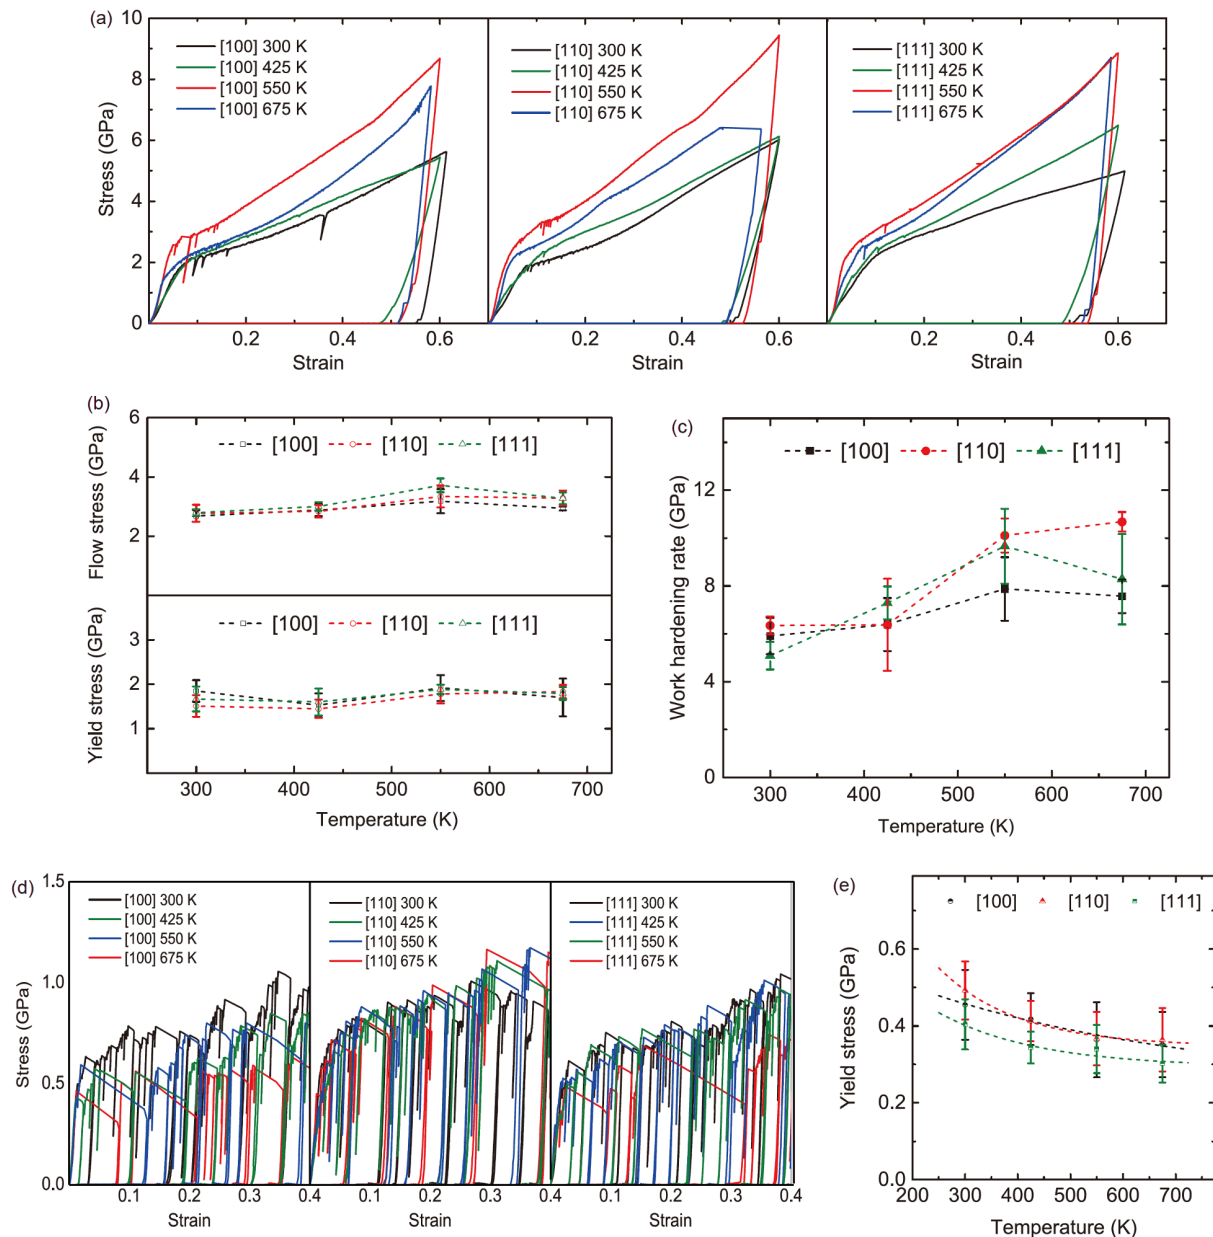 (a)
10
8
6
4
2
0
Stress (GPa)
[100] 300 K
[100] 425 K
[100] 550 K
[100] 675 K
[110] 300 K
[110] 425 K
[110] 550 K
[110] 675 K
[111] 300 K
[111] 425 K
[111] 550 K
[111] 675 K
0.2 0.4 0.6 0.2 0.4 0.6 0.2 0.4 0.6
Strain Strain Strain
(b)
6
4
2
Flow stress (GPa)
[100] [110] [111]
3
2
1
Yield stress (GPa)
[100] [110] [111]
300 400 500 600 700
Temperature (K)
(c)
12
8
4
0
Work hardening rate (GPa)
[100] [110] [111]
300 400 500 600 700
Temperature (K)
(d)
1.5
1.0
0.5
0.0
Stress (GPa)
[100] 300 K
[100] 425 K
[100] 550 K
[100] 675 K
[110] 300 K
[110] 425 K
[110] 550 K
[110] 675 K
[111] 300 K
[111] 425 K
[111] 550 K
[111] 675 K
0.1 0.2 0.3 0.4 0.1 0.2 0.3 0.4 0.1 0.2 0.3 0.4
Strain Strain Strain
(e)
0.6
0.4
0.2
0.0
Yield stress (GPa)
[100] [110] [111]
200 300 400 500 600 700
Temperature (K)